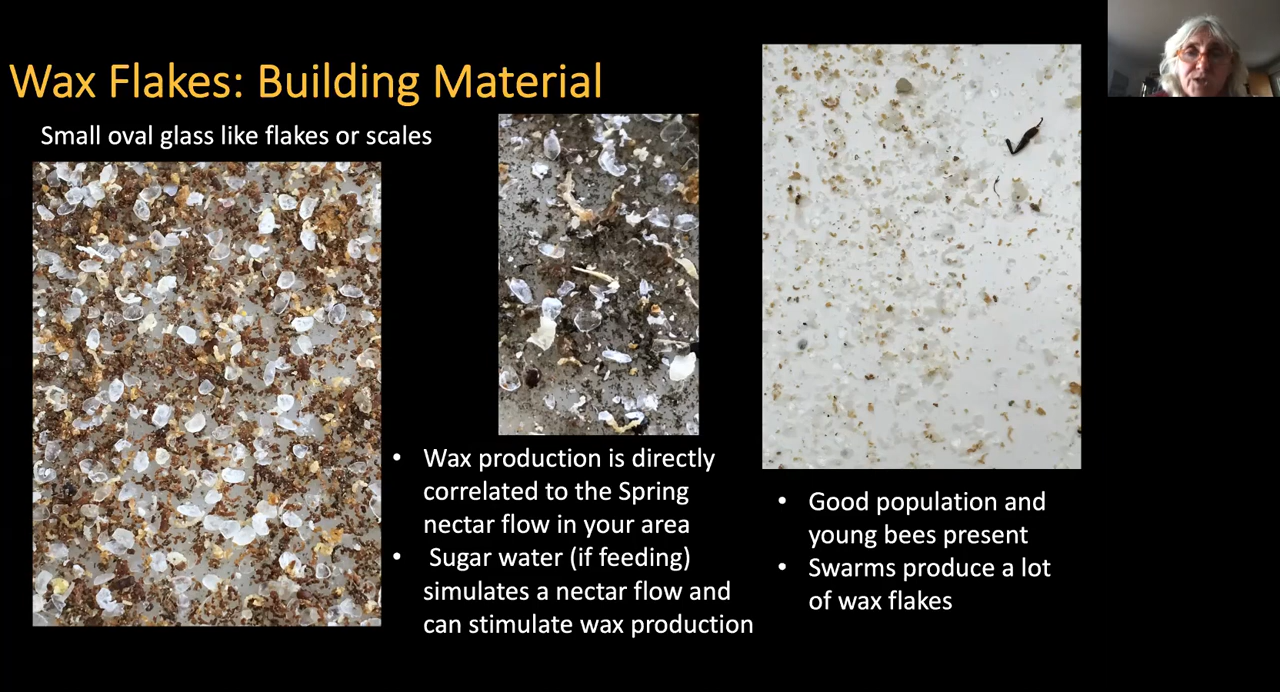 Wax Flakes: Building Material
Small oval glass like flakes or scales
• Wax production is directly
correlated to the Spring
nectar flow in your area
• Sugar water (if feeding)
simulates a nectar flow and
can stimulate wax production
• Good population and
young bees present
• Swarms produce a lot
of wax flakes